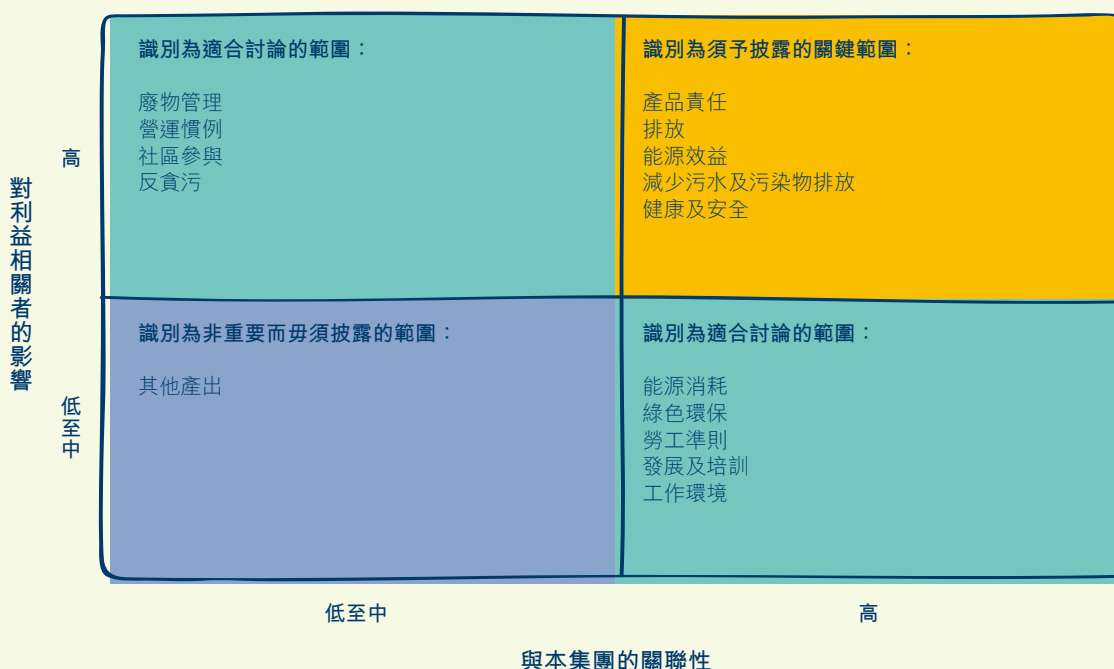 識別為適合討論的範圍：
廢物管理
營運慣例
社區參與
反貪污
識別為須予披露的關鍵範圍：
產品責任
排放
能源效益
減少污水及污染物排放
健康及安全
高
對利益相關者的影響
低至中
識別為非重要而毋須披露的範圍：
其他產出
識別為適合討論的範圍：
能源消耗
綠色環保
勞工準則
發展及培訓
工作環境
低至中
高
與本集團的關聯性